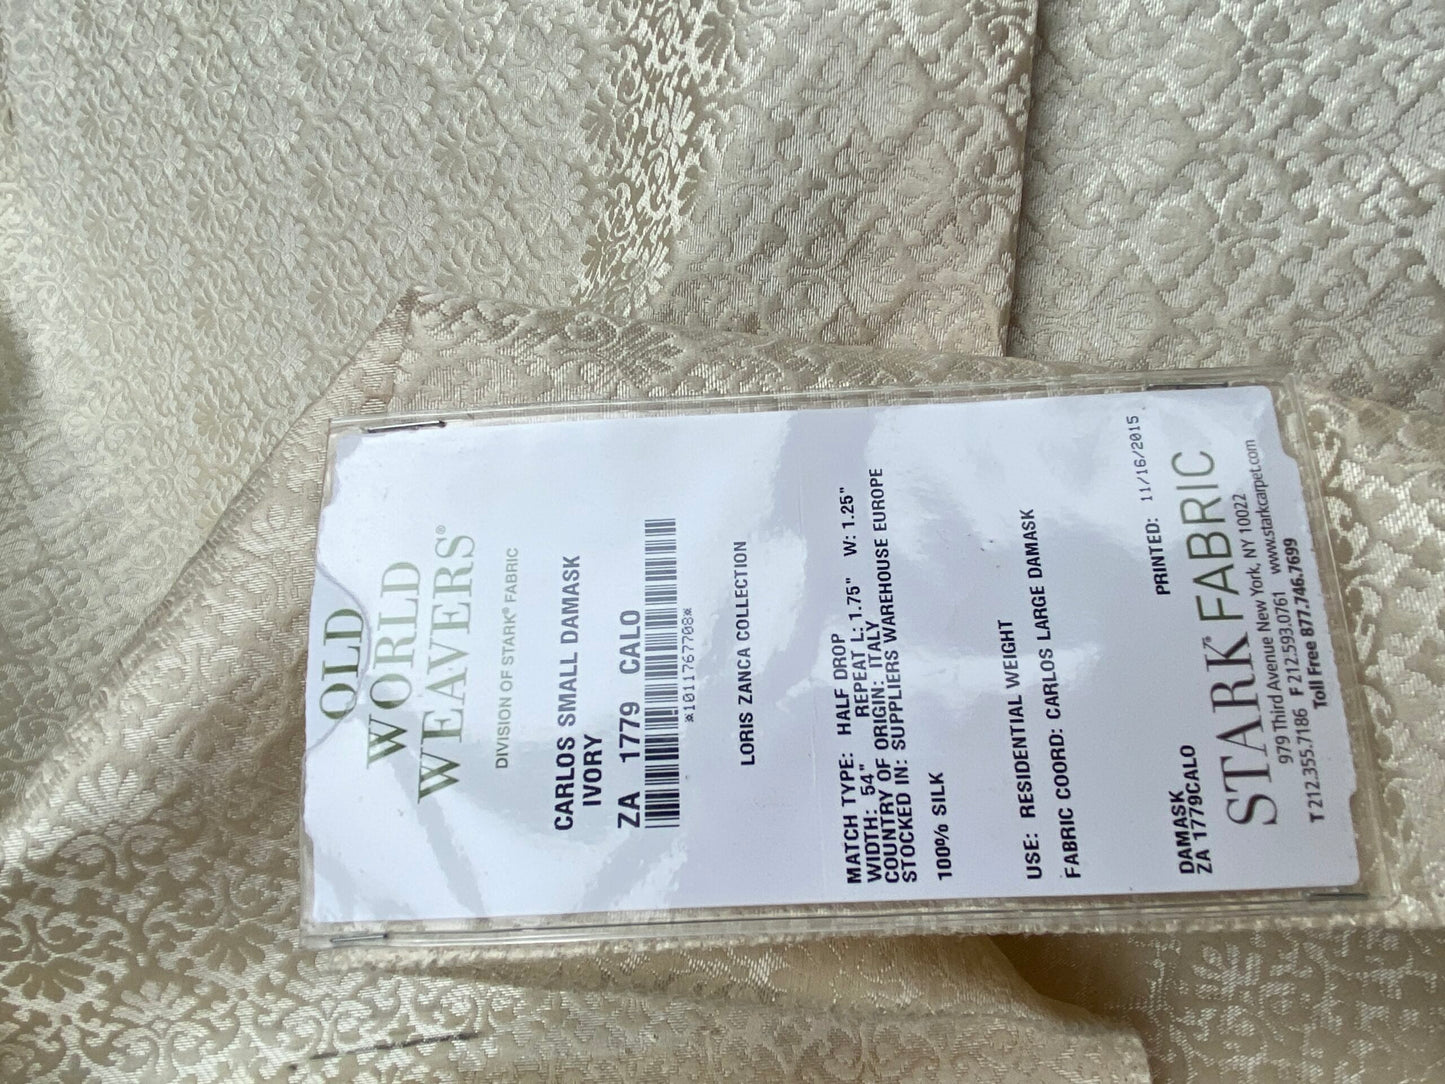 OLD
WORLD
WEAVERS®
DIVISION OF STARK® FABRIC
CARLOS SMALL DAMASK
IVORY
ZA 1779 CALO
*1011767708*
LORIS ZANCA COLLECTION
MATCH TYPE: HALF DROP
WIDTH: 54" REPEAT L: 1.75" W: 1.25"
COUNTRY OF ORIGIN: ITALY
STOCKED IN: SUPPLIERS WAREHOUSE EUROPE
100% SILK
USE: RESIDENTIAL WEIGHT
FABRIC COORD: CARLOS LARGE DAMASK
PRINTED: 11/16/2015
DAMASK
ZA 1779CALO
STARK® FABRIC
979 Third Avenue New York, NY 10022
T 212.355.7186 F 212.593.0761 www.starkcarpet.com
Toll Free 877.746.7699